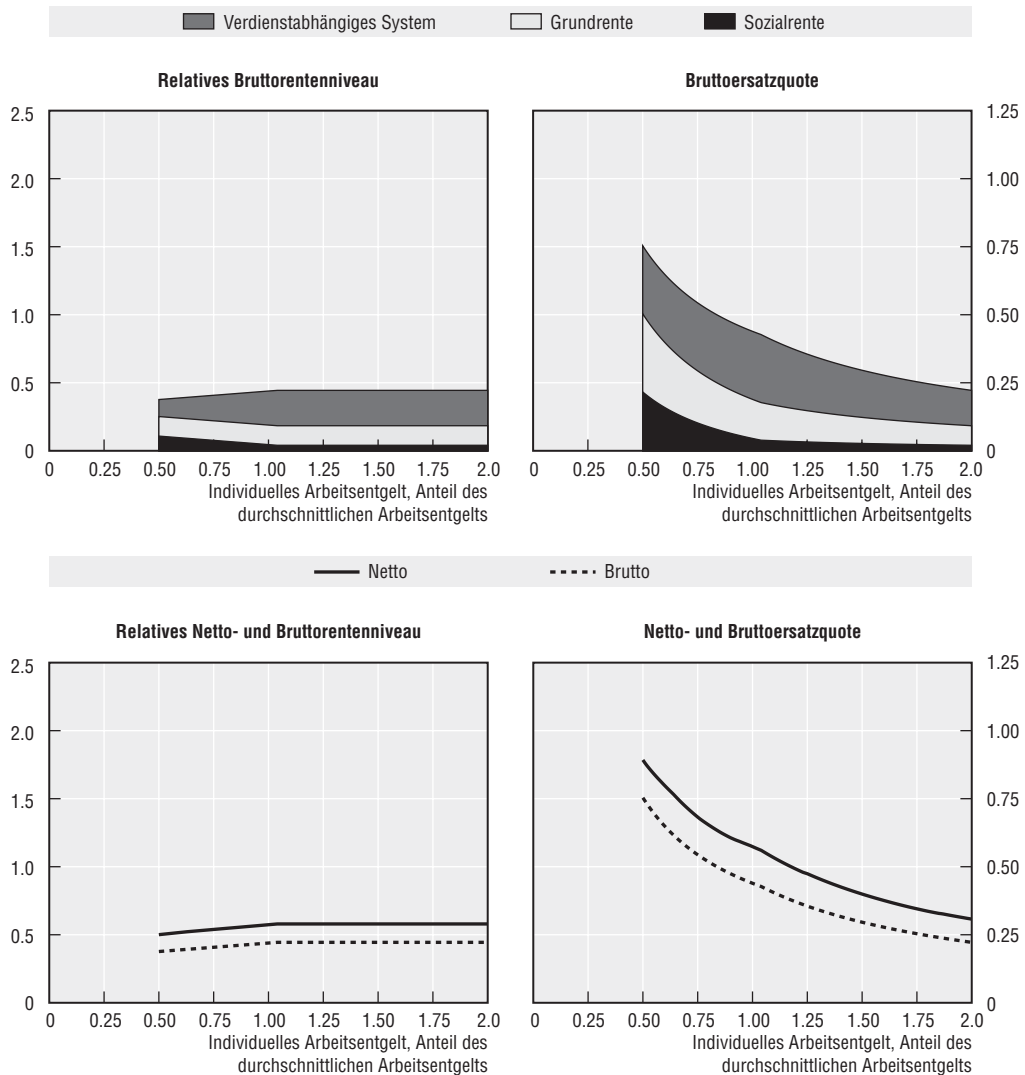 Verdienstabhängiges System Grundrente Sozialrente
Relatives Bruttorentenniveau
2.5
2.0
1.5
1.0
0.5
0
0 0.25 0.50 0.75 1.00 1.25 1.50 1.75 2.0
Individuelles Arbeitsentgelt, Anteil des
durchschnittlichen Arbeitsentgelts
Bruttoersatzquote
1.25
1.00
0.75
0.50
0.25
0
0 0.25 0.50 0.75 1.00 1.25 1.50 1.75 2.0
Individuelles Arbeitsentgelt, Anteil des
durchschnittlichen Arbeitsentgelts
Netto Brutto
Relatives Netto- und Bruttorentenniveau
2.5
2.0
1.5
1.0
0.5
0
0 0.25 0.50 0.75 1.00 1.25 1.50 1.75 2.0
Individuelles Arbeitsentgelt, Anteil des
durchschnittlichen Arbeitsentgelts
Netto- und Bruttoersatzquote
1.25
1.00
0.75
0.50
0.25
0
0 0.25 0.50 0.75 1.00 1.25 1.50 1.75 2.0
Individuelles Arbeitsentgelt, Anteil des
durchschnittlichen Arbeitsentgelts